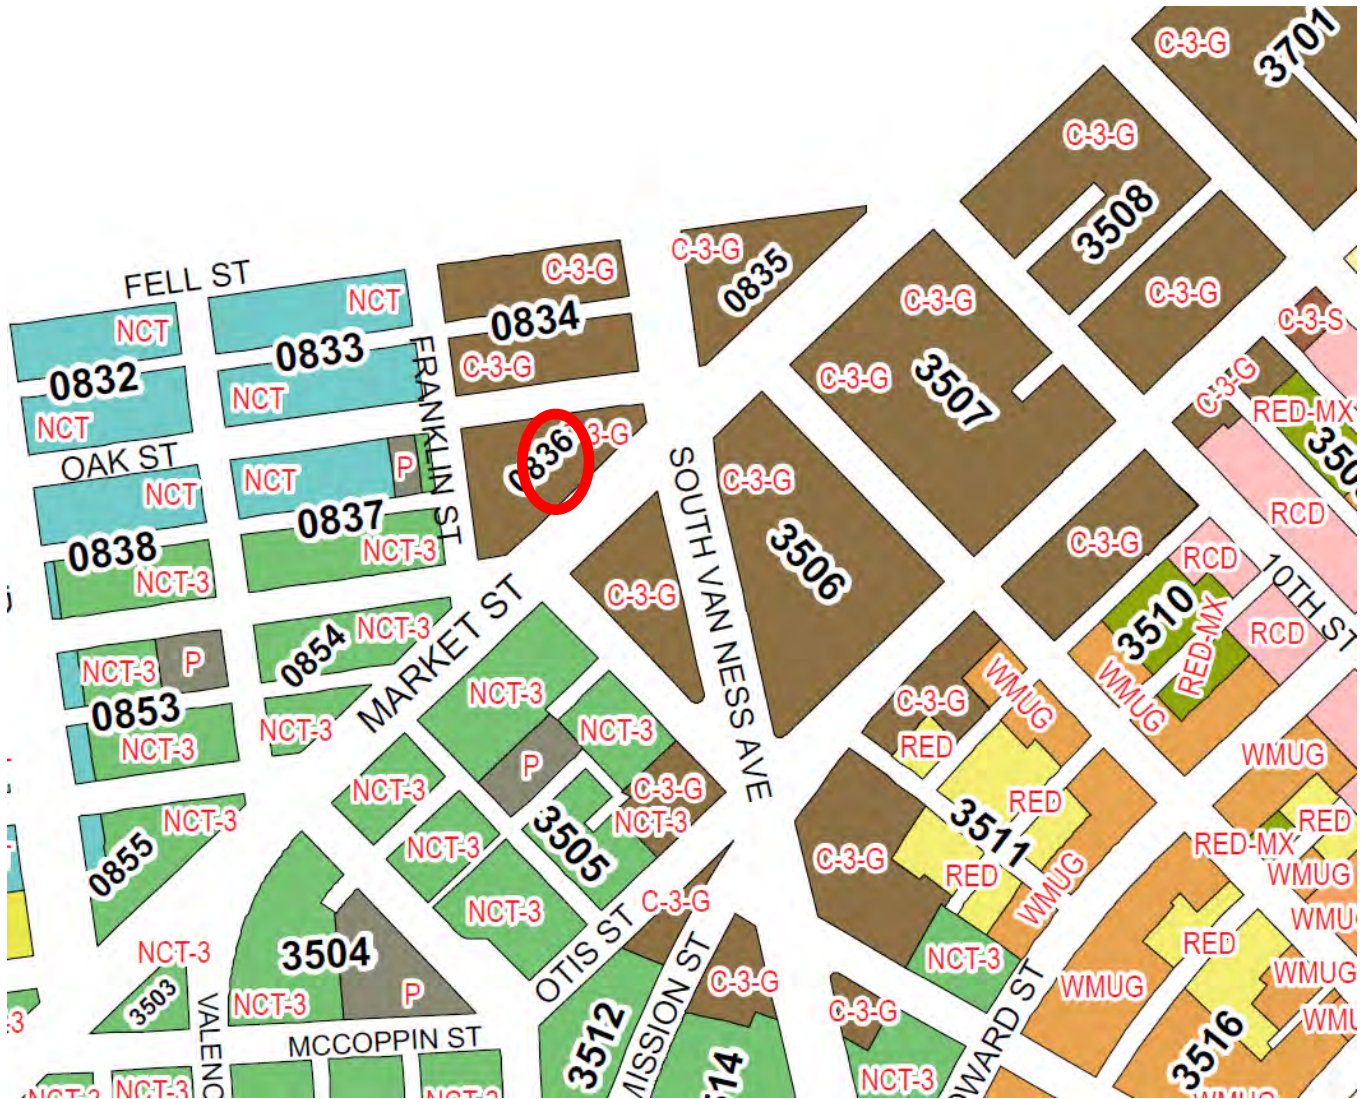 C-3-G
3701
C-3-G
3508
C-3-G
FELL ST
NCT
NCT
0832
NCT
0833
NCT
C-3-G
0834
C-3-G
C-3-G
0835
C-3-G
C-3-G
3507
C-3-S
C-3-G
RED-MX
FRANKLIN ST
OAK ST
NCT
NCT
P
0838
NCT-3
0837
NCT-3
0836
SOUTH VAN NESS AVE
C-3-G
3506
C-3-G
C-3-G
RCD
RCD
10TH ST
3510
RED-MX
RCD
WMUG
MARKET ST
NCT-3
P
0853
NCT-3
0854
NCT-3
NCT-3
NCT-3
NCT-3
P
NCT-3
C-3-G
NCT-3
3505
NCT-3
NCT-3
NCT-3
C-3-G
RED
WMUG
3511
RED
RED
WMUG
C-3-G
NCT-3
WMUG
RED
RED-MX
WMUG
RED
WMUG
3516
WMUG
NCT-3
0855
NCT-3
3503
3504
NCT-3
P
MCCOPPIN ST
OTIS ST
C-3-G
MISSION ST
C-3-G
3512
C-3-G
NCT-3
NCT-3